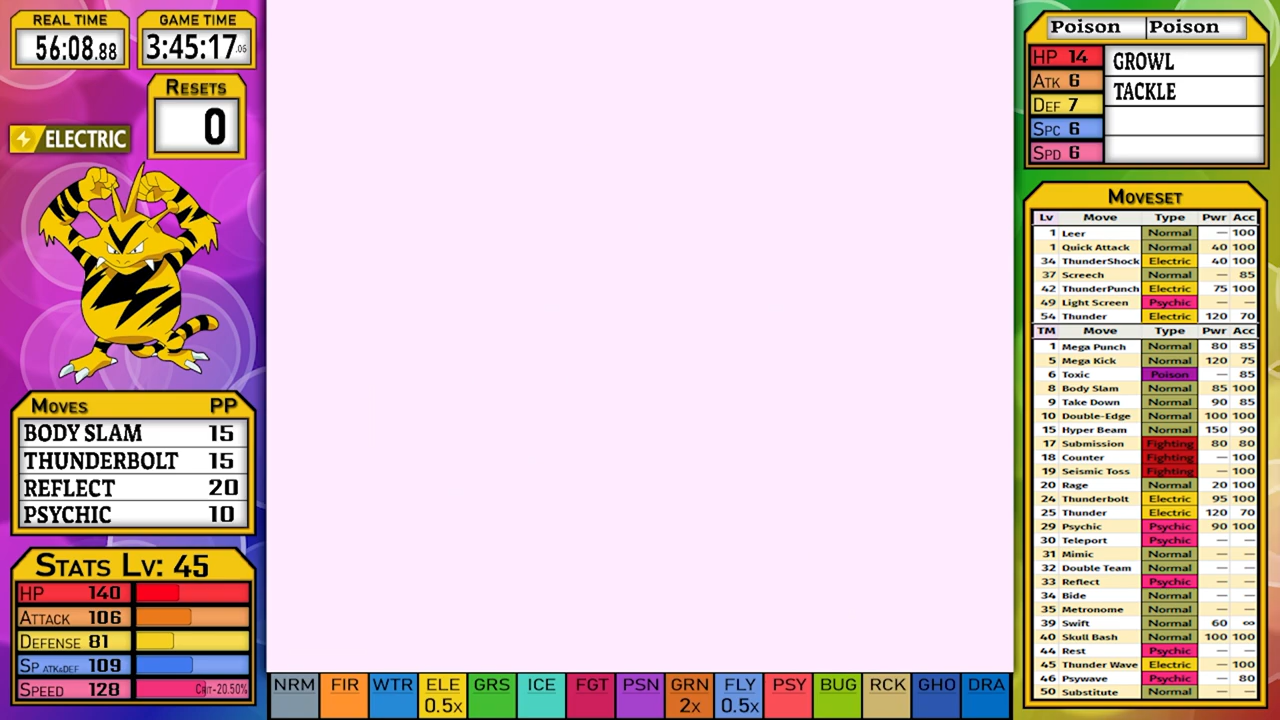 REAL TIME
56:08.88
GAME TIME
3:45:17.06
RESETS
0
ELECTRIC
MOVES PP
BODY SLAM 15
THUNDERBOLT 15
REFLECT 20
PSYCHIC 10
STATS LV: 45
HP 140
ATTACK 106
DEFENSE 81
SP ATK&DEF 109
SPEED 128 CRIT-20.50%
NRM FIR WTR ELE GRS ICE FGT PSN GRN FLY PSY BUG RCK GHO DRA
0.5x 2x 0.5x
Poison Poison
HP 14
ATK 6
DEF 7
SPC 6
SPD 6
GROWL
TACKLE
MOVESET
Lv Move Type Pwr Acc
1 Leer Normal — 100
1 Quick Attack Normal 40 100
34 ThunderShock Electric 40 100
37 Screech Normal — 85
42 ThunderPunch Electric 75 100
49 Light Screen Psychic — —
54 Thunder Electric 120 70
TM Move Type Pwr Acc
1 Mega Punch Normal 80 85
5 Mega Kick Normal 120 75
6 Toxic Poison — 85
8 Body Slam Normal 85 100
9 Take Down Normal 90 85
10 Double-Edge Normal 100 100
15 Hyper Beam Normal 150 90
17 Submission Fighting 80 80
18 Counter Fighting — 100
19 Seismic Toss Fighting — 100
20 Rage Normal 20 100
24 Thunderbolt Electric 95 100
25 Thunder Electric 120 70
29 Psychic Psychic 90 100
30 Teleport Psychic — —
31 Mimic Normal — —
32 Double Team Normal — —
33 Reflect Psychic — —
34 Bide Normal — —
35 Metronome Normal — —
39 Swift Normal 60 ∞
40 Skull Bash Normal 100 100
44 Rest Psychic — —
45 Thunder Wave Electric — 100
46 Psywave Psychic — 80
50 Substitute Normal — —